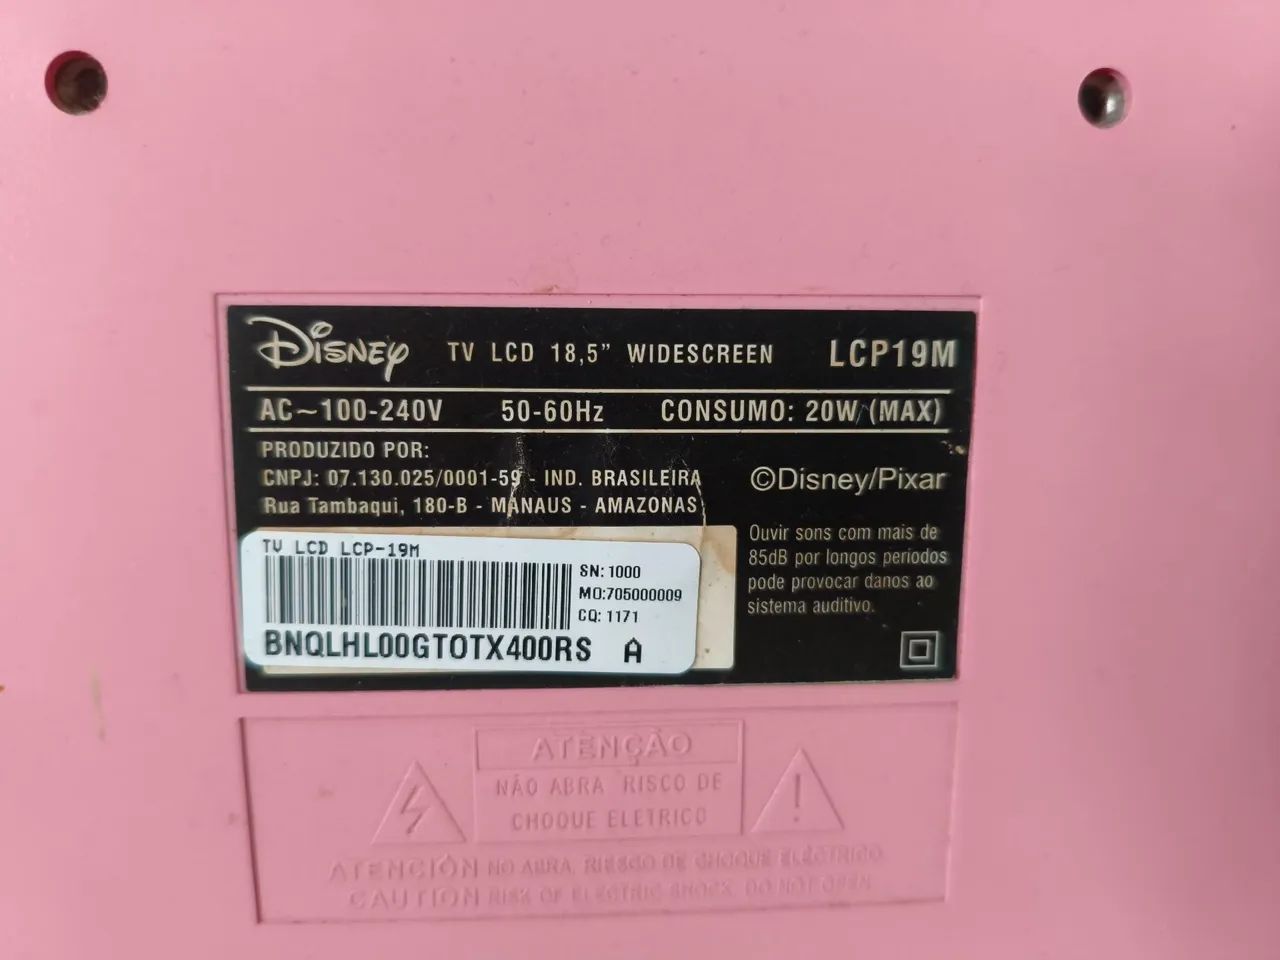 Disney TV LCD 18,5" WIDESCREEN LCP19M
AC~100-240V 50-60Hz CONSUMO: 20W (MAX)
PRODUZIDO POR:
CNPJ: 07.130.025/0001-59 - IND. BRASILEIRA
Rua Tambaqui, 180-B - MANAUS - AMAZONAS
©Disney/Pixar
Ouvir sons com mais de
85dB por longos periodos
pode provocar danos ao
sistema auditivo.
TV LCD LCP-19M
SN: 1000
MO:705000009
CQ: 1171
BNQLHL00GTOTX400RS A
ATENÇÃO
NÃO ABRA RISCO DE
CHOQUE ELETRICO
ATENCIÓN NO ABRA, RIESGO DE CHOQUE ELÉCTRICO
CAUTION RISK OF ELECTRIC SHOCK, DO NOT OPEN